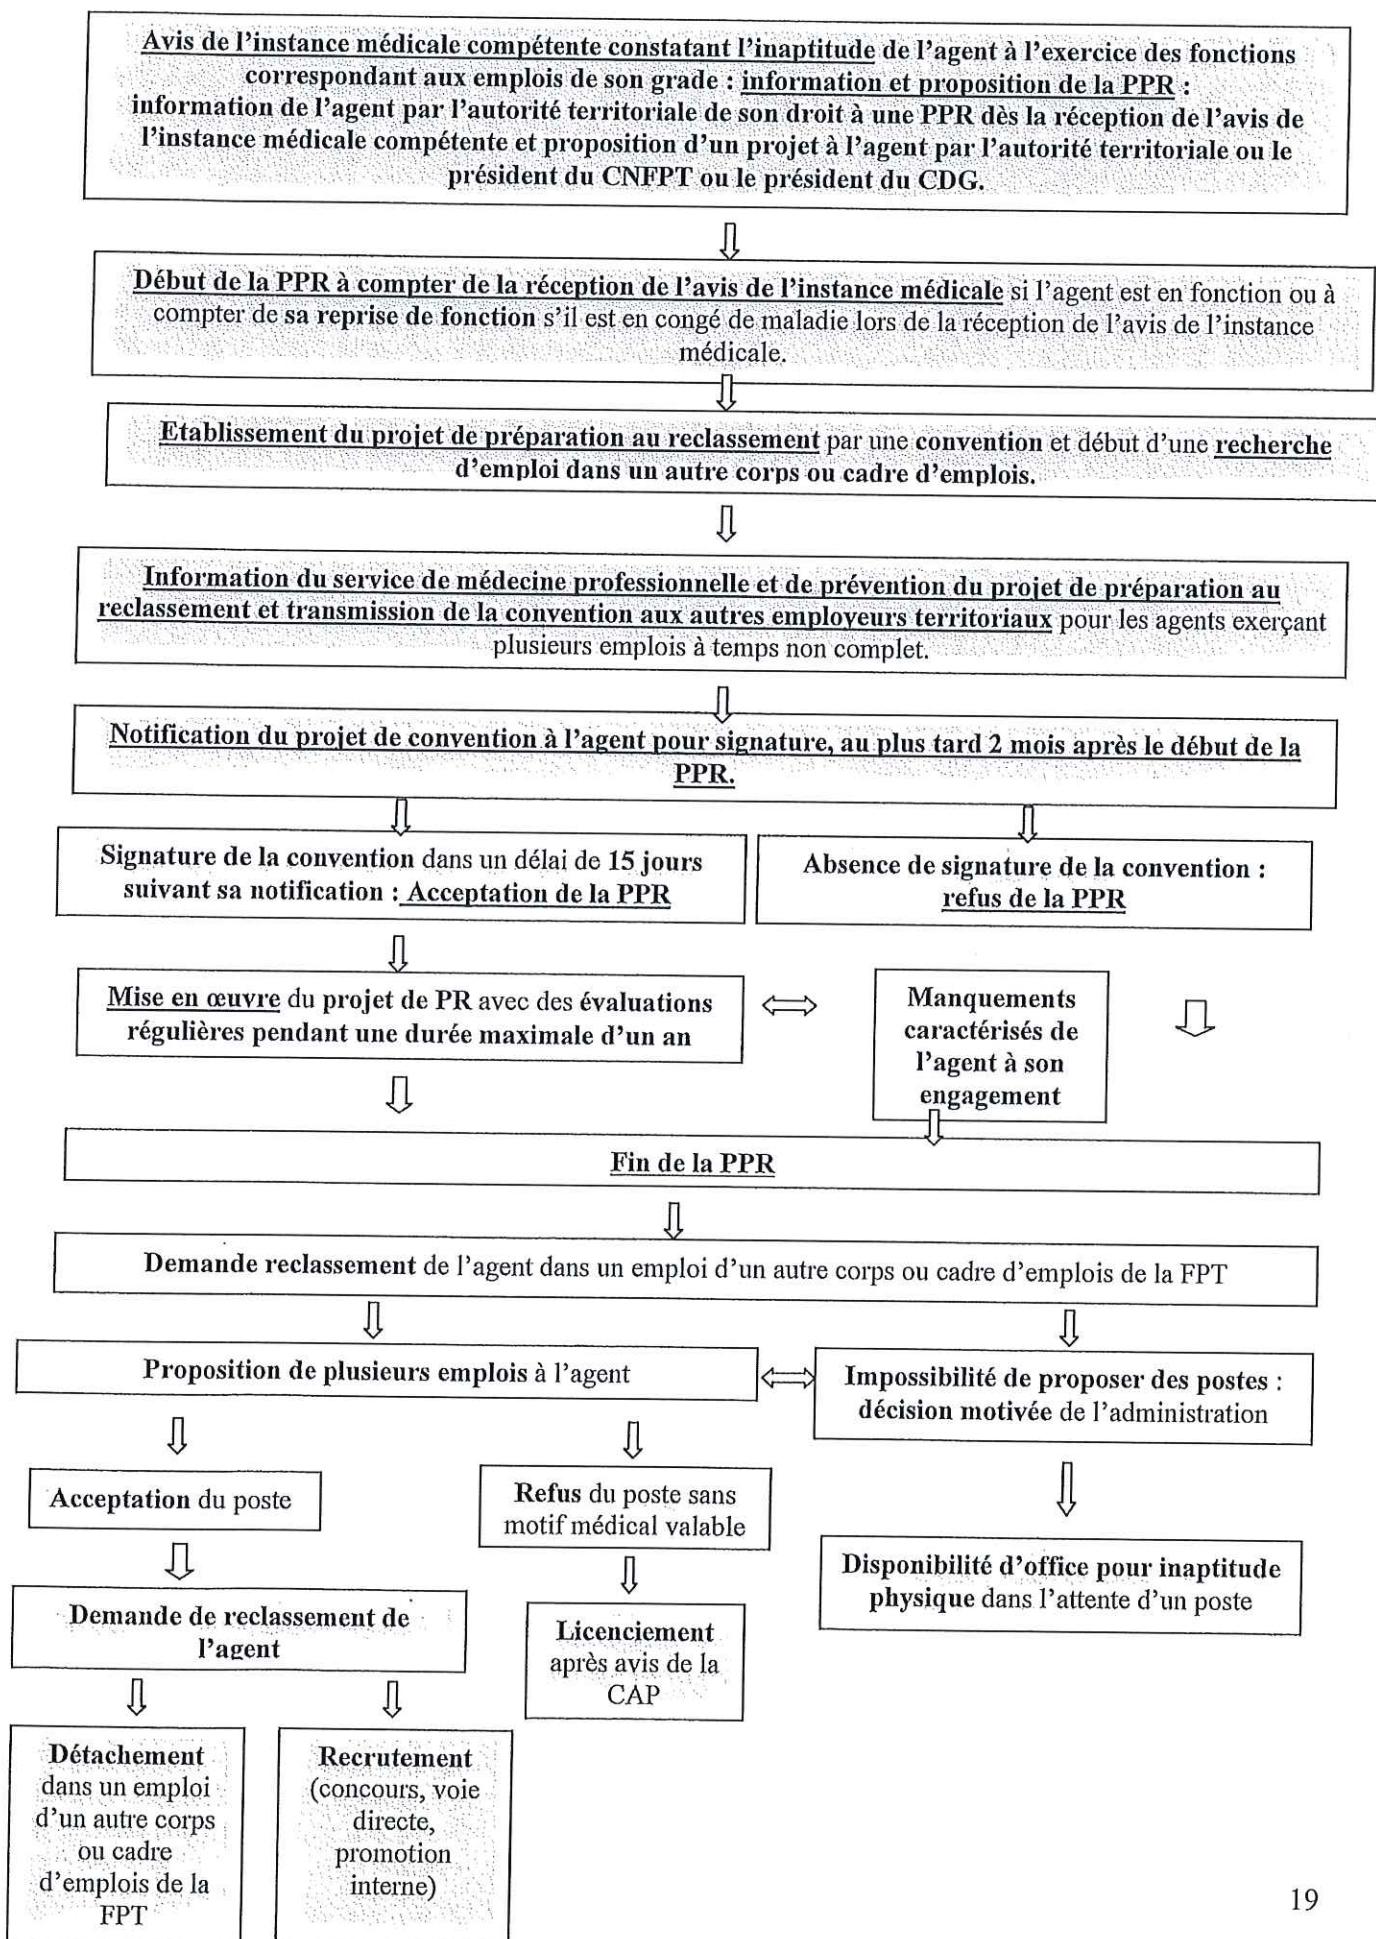 Avis de l'instance médicale compétente constatant l'inaptitude de l'agent à l'exercice des fonctions
correspondant aux emplois de son grade : information et proposition de la PPR :
information de l'agent par l'autorité territoriale de son droit à une PPR dès la réception de l'avis de
l'instance médicale compétente et proposition d'un projet à l'agent par l'autorité territoriale ou le
président du CNFPT ou le président du CDG.
Début de la PPR à compter de la réception de l'avis de l'instance médicale si l'agent est en fonction ou à
compter de sa reprise de fonction s'il est en congé de maladie lors de la réception de l'avis de l'instance
médicale.
Etablissement du projet de préparation au reclassement par une convention et début d'une recherche
d'emploi dans un autre corps ou cadre d'emplois.
Information du service de médecine professionnelle et de prévention du projet de préparation au
reclassement et transmission de la convention aux autres employeurs territoriaux pour les agents exerçant
plusieurs emplois à temps non complet.
Notification du projet de convention à l'agent pour signature, au plus tard 2 mois après le début de la
PPR.
Signature de la convention dans un délai de 15 jours
suivant sa notification : Acceptation de la PPR
Absence de signature de la convention :
refus de la PPR
Mise en œuvre du projet de PR avec des évaluations
régulières pendant une durée maximale d'un an
Manquements
caractérisés de
l'agent à son
engagement
Fin de la PPR
Demande reclassement de l'agent dans un emploi d'un autre corps ou cadre d'emplois de la FPT
Proposition de plusieurs emplois à l'agent
Impossibilité de proposer des postes :
décision motivée de l'administration
Acceptation du poste
Refus du poste sans
motif médical valable
Disponibilité d'office pour inaptitude
physique dans l'attente d'un poste
Demande de reclassement de
l'agent
Licenciement
après avis de la
CAP
Détachement
dans un emploi
d'un autre corps
ou cadre
d'emplois de la
FPT
Recrutement
(concours, voie
directe,
promotion
interne)
19